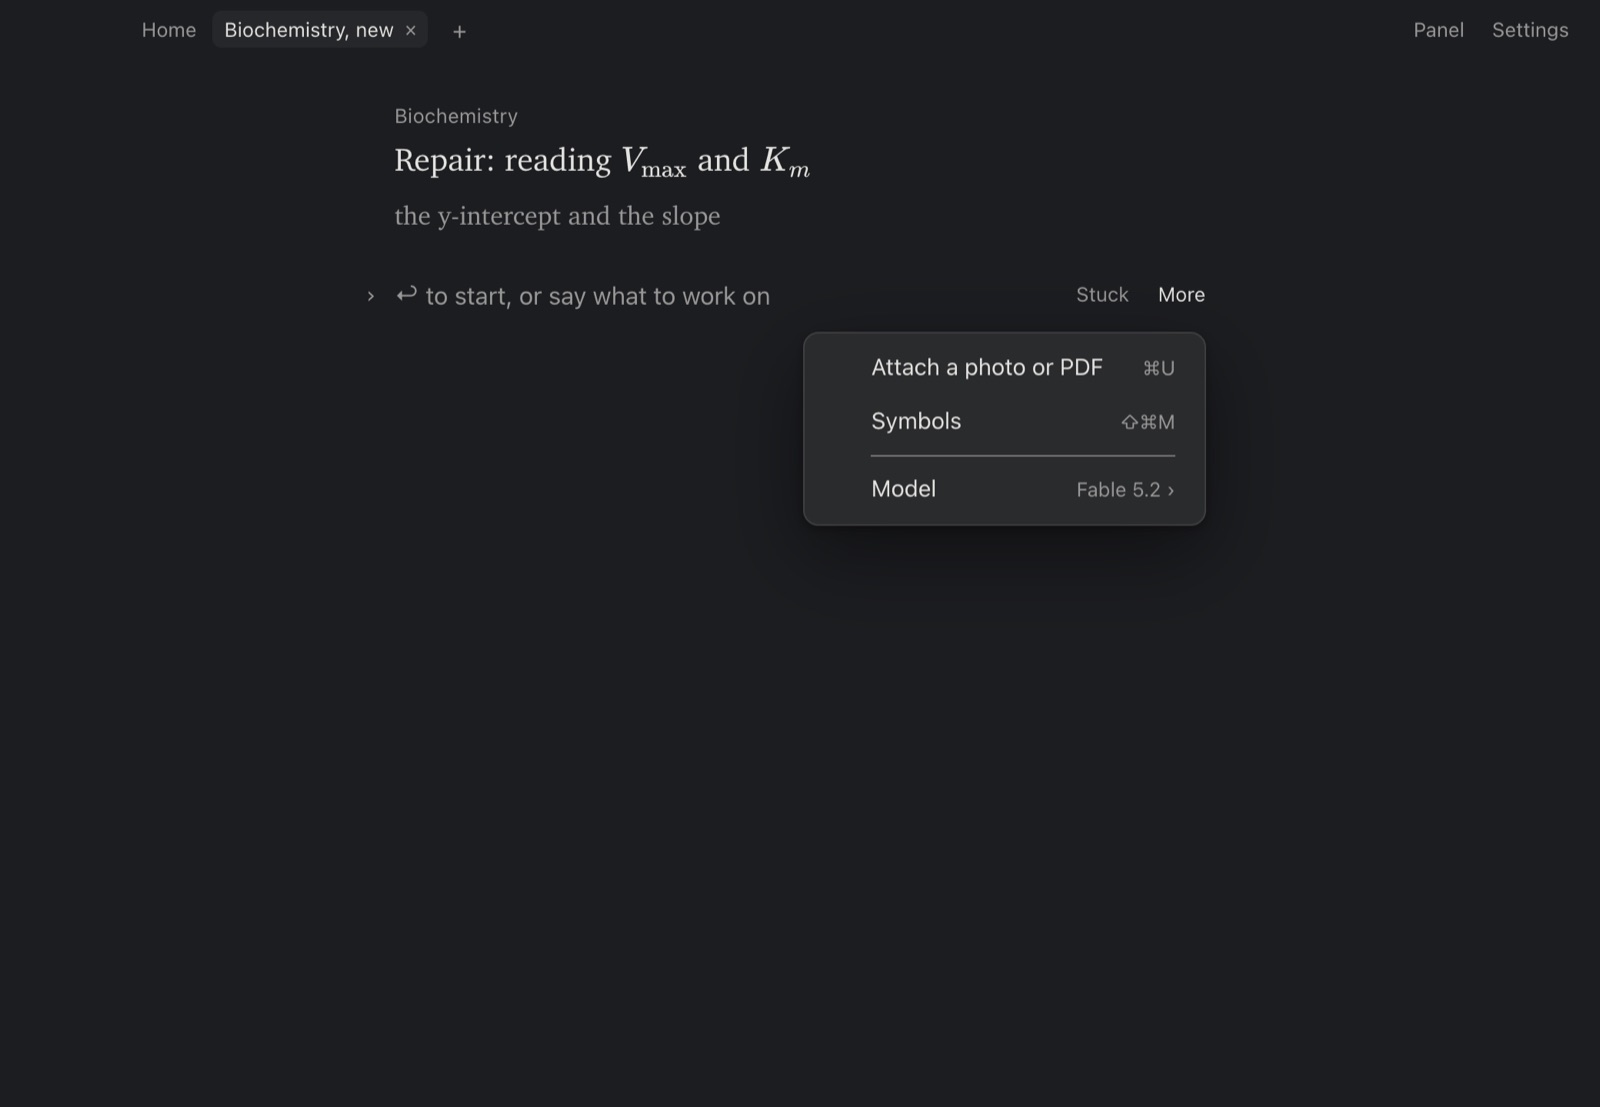 Home Biochemistry, new × + Panel Settings
Biochemistry
Repair: reading Vmax and Km
the y-intercept and the slope
› ↩ to start, or say what to work on Stuck More
Attach a photo or PDF ⌘U
Symbols ⇧⌘M
Model Fable 5.2 ›